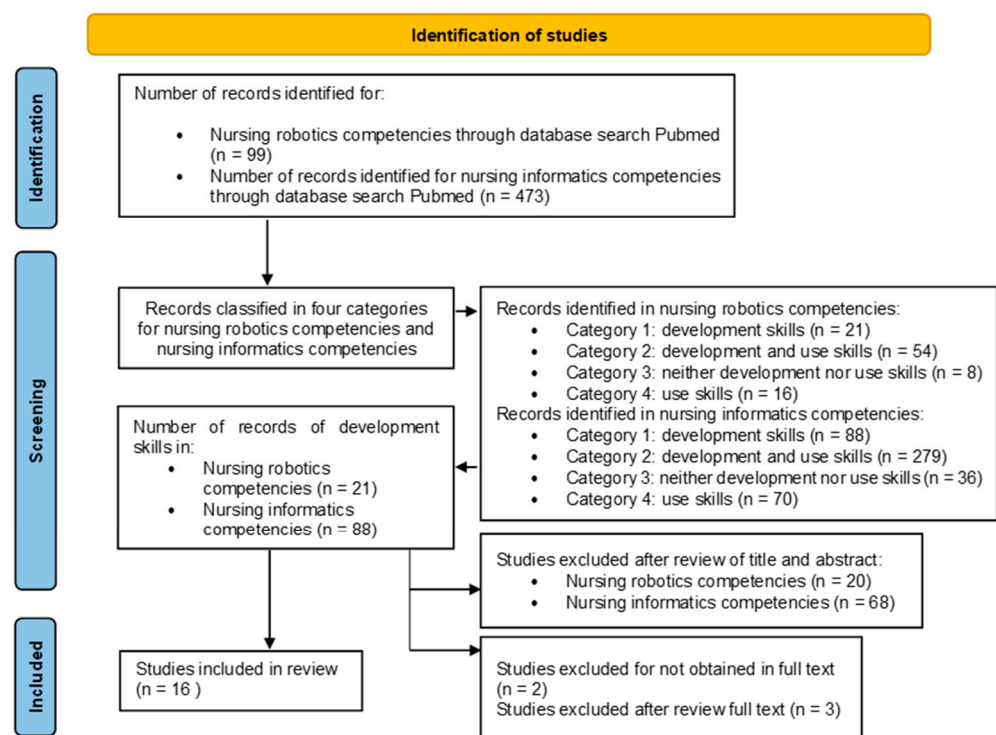 Identification of studies
Identification
Number of records identified for:
• Nursing robotics competencies through database search Pubmed
(n = 99)
• Number of records identified for nursing informatics competencies
through database search Pubmed (n = 473)
Screening
Records classified in four categories
for nursing robotics competencies and
nursing informatics competencies
Records identified in nursing robotics competencies:
• Category 1: development skills (n = 21)
• Category 2: development and use skills (n = 54)
• Category 3: neither development nor use skills (n = 8)
• Category 4: use skills (n = 16)
Records identified in nursing informatics competencies:
• Category 1: development skills (n = 88)
• Category 2: development and use skills (n = 279)
• Category 3: neither development nor use skills (n = 36)
• Category 4: use skills (n = 70)
Number of records of development
skills in:
• Nursing robotics
competencies (n = 21)
• Nursing informatics
competencies (n = 88)
Studies excluded after review of title and abstract:
• Nursing robotics competencies (n = 20)
• Nursing informatics competencies (n = 68)
Included
Studies included in review
(n = 16 )
Studies excluded for not obtained in full text
(n = 2)
Studies excluded after review full text (n = 3)